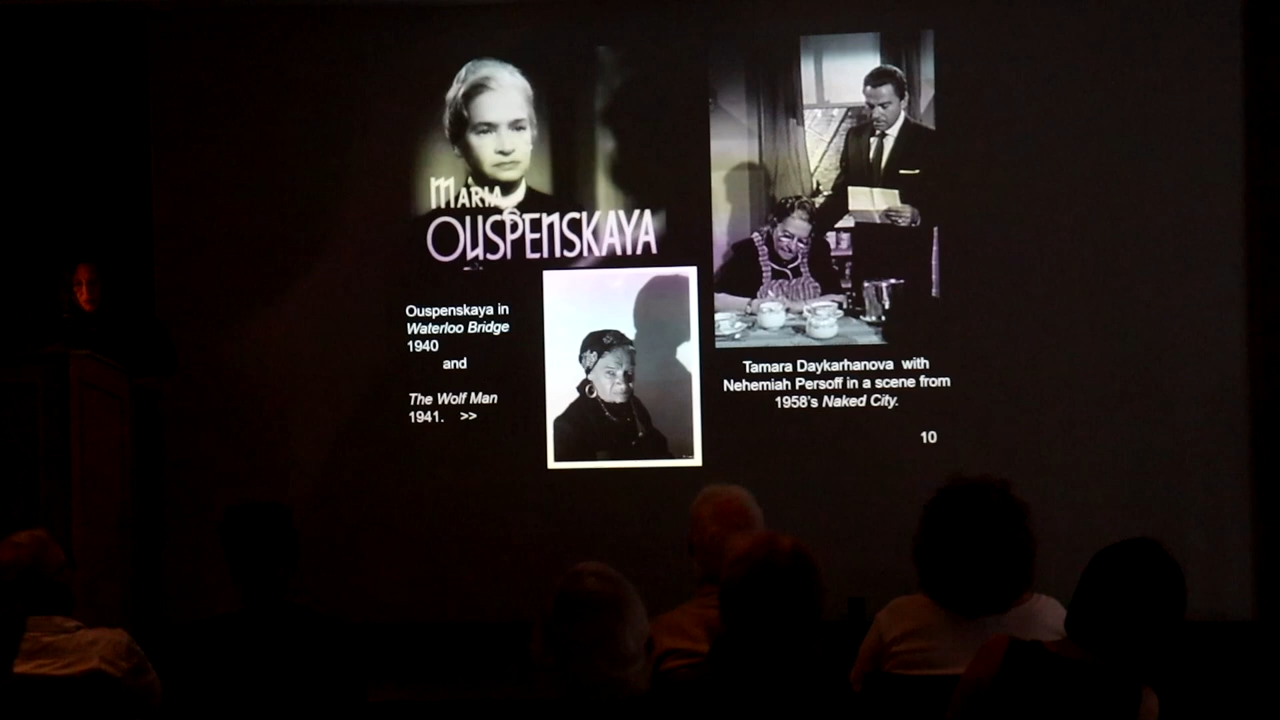 MARIA
OUSPENSKAYA
Ouspenskaya in
Waterloo Bridge
1940
and
The Wolf Man
1941. >>
Tamara Daykarhanova with
Nehemiah Persoff in a scene from
1958's Naked City.
10